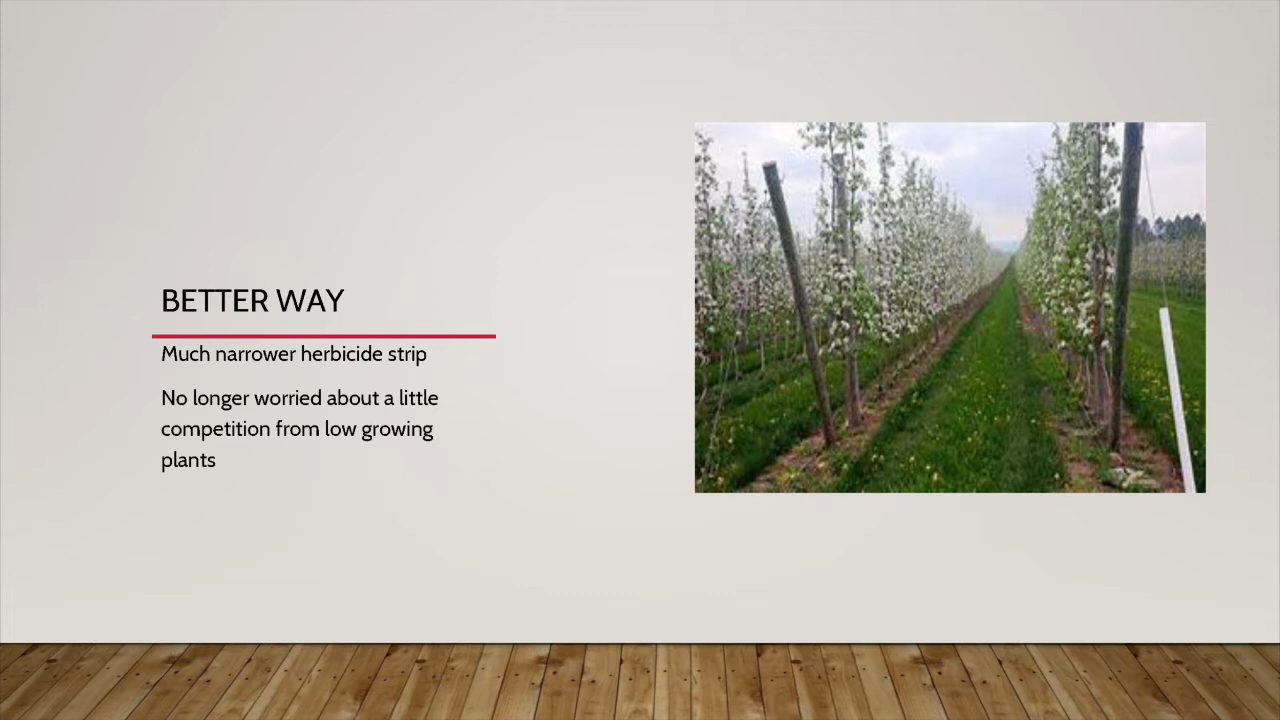 BETTER WAY
Much narrower herbicide strip
No longer worried about a little
competition from low growing
plants